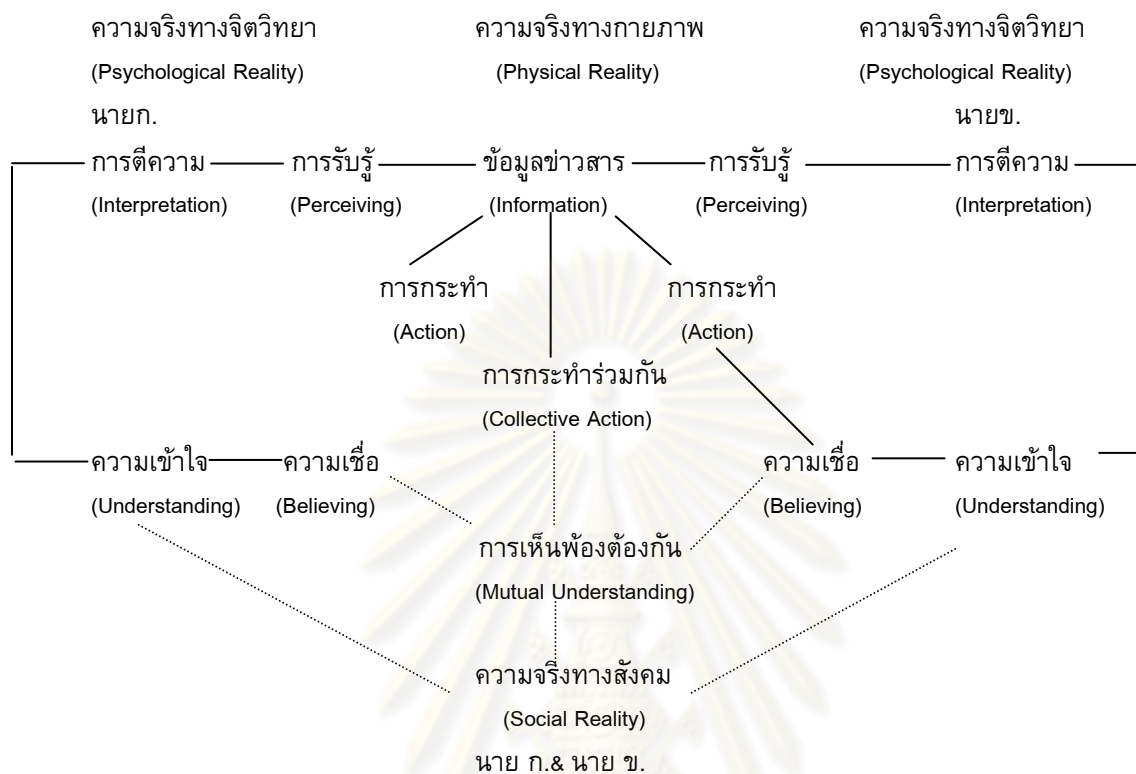 ความจริงทางจิตวิทยา ความจริงทางกายภาพ ความจริงทางจิตวิทยา
(Psychological Reality) (Physical Reality) (Psychological Reality)
นายก. นายข.
การตีความ การรับรู้ ข้อมูลข่าวสาร การรับรู้ การตีความ
(Interpretation) (Perceiving) (Information) (Perceiving) (Interpretation)
การกระทำ การกระทำ
(Action) (Action)
การกระทำร่วมกัน
(Collective Action)
ความเข้าใจ ความเชื่อ ความเชื่อ ความเข้าใจ
(Understanding) (Believing) (Believing) (Understanding)
การเห็นพ้องต้องกัน
(Mutual Understanding)
ความจริงทางสังคม
(Social Reality)
นาย ก.& นาย ข.